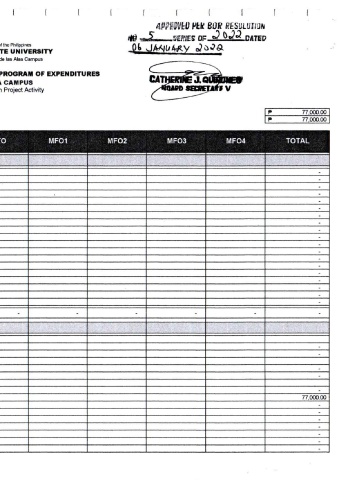 APPROVED PER BOR RESOLUTION
NO 5 SERIES OF 2022 DATED
06 JANUARY 2022
of the Philippines
TE UNIVERSITY
de las Alas Campus
PROGRAM OF EXPENDITURES
CAMPUS
Project Activity
CATHERINE J.
BOARD SECRETARY V
P 77,000.00
P 77,000.00
O MFO1 MFO2 MFO3 MFO4 TOTAL
- - - - - -
77,000.00